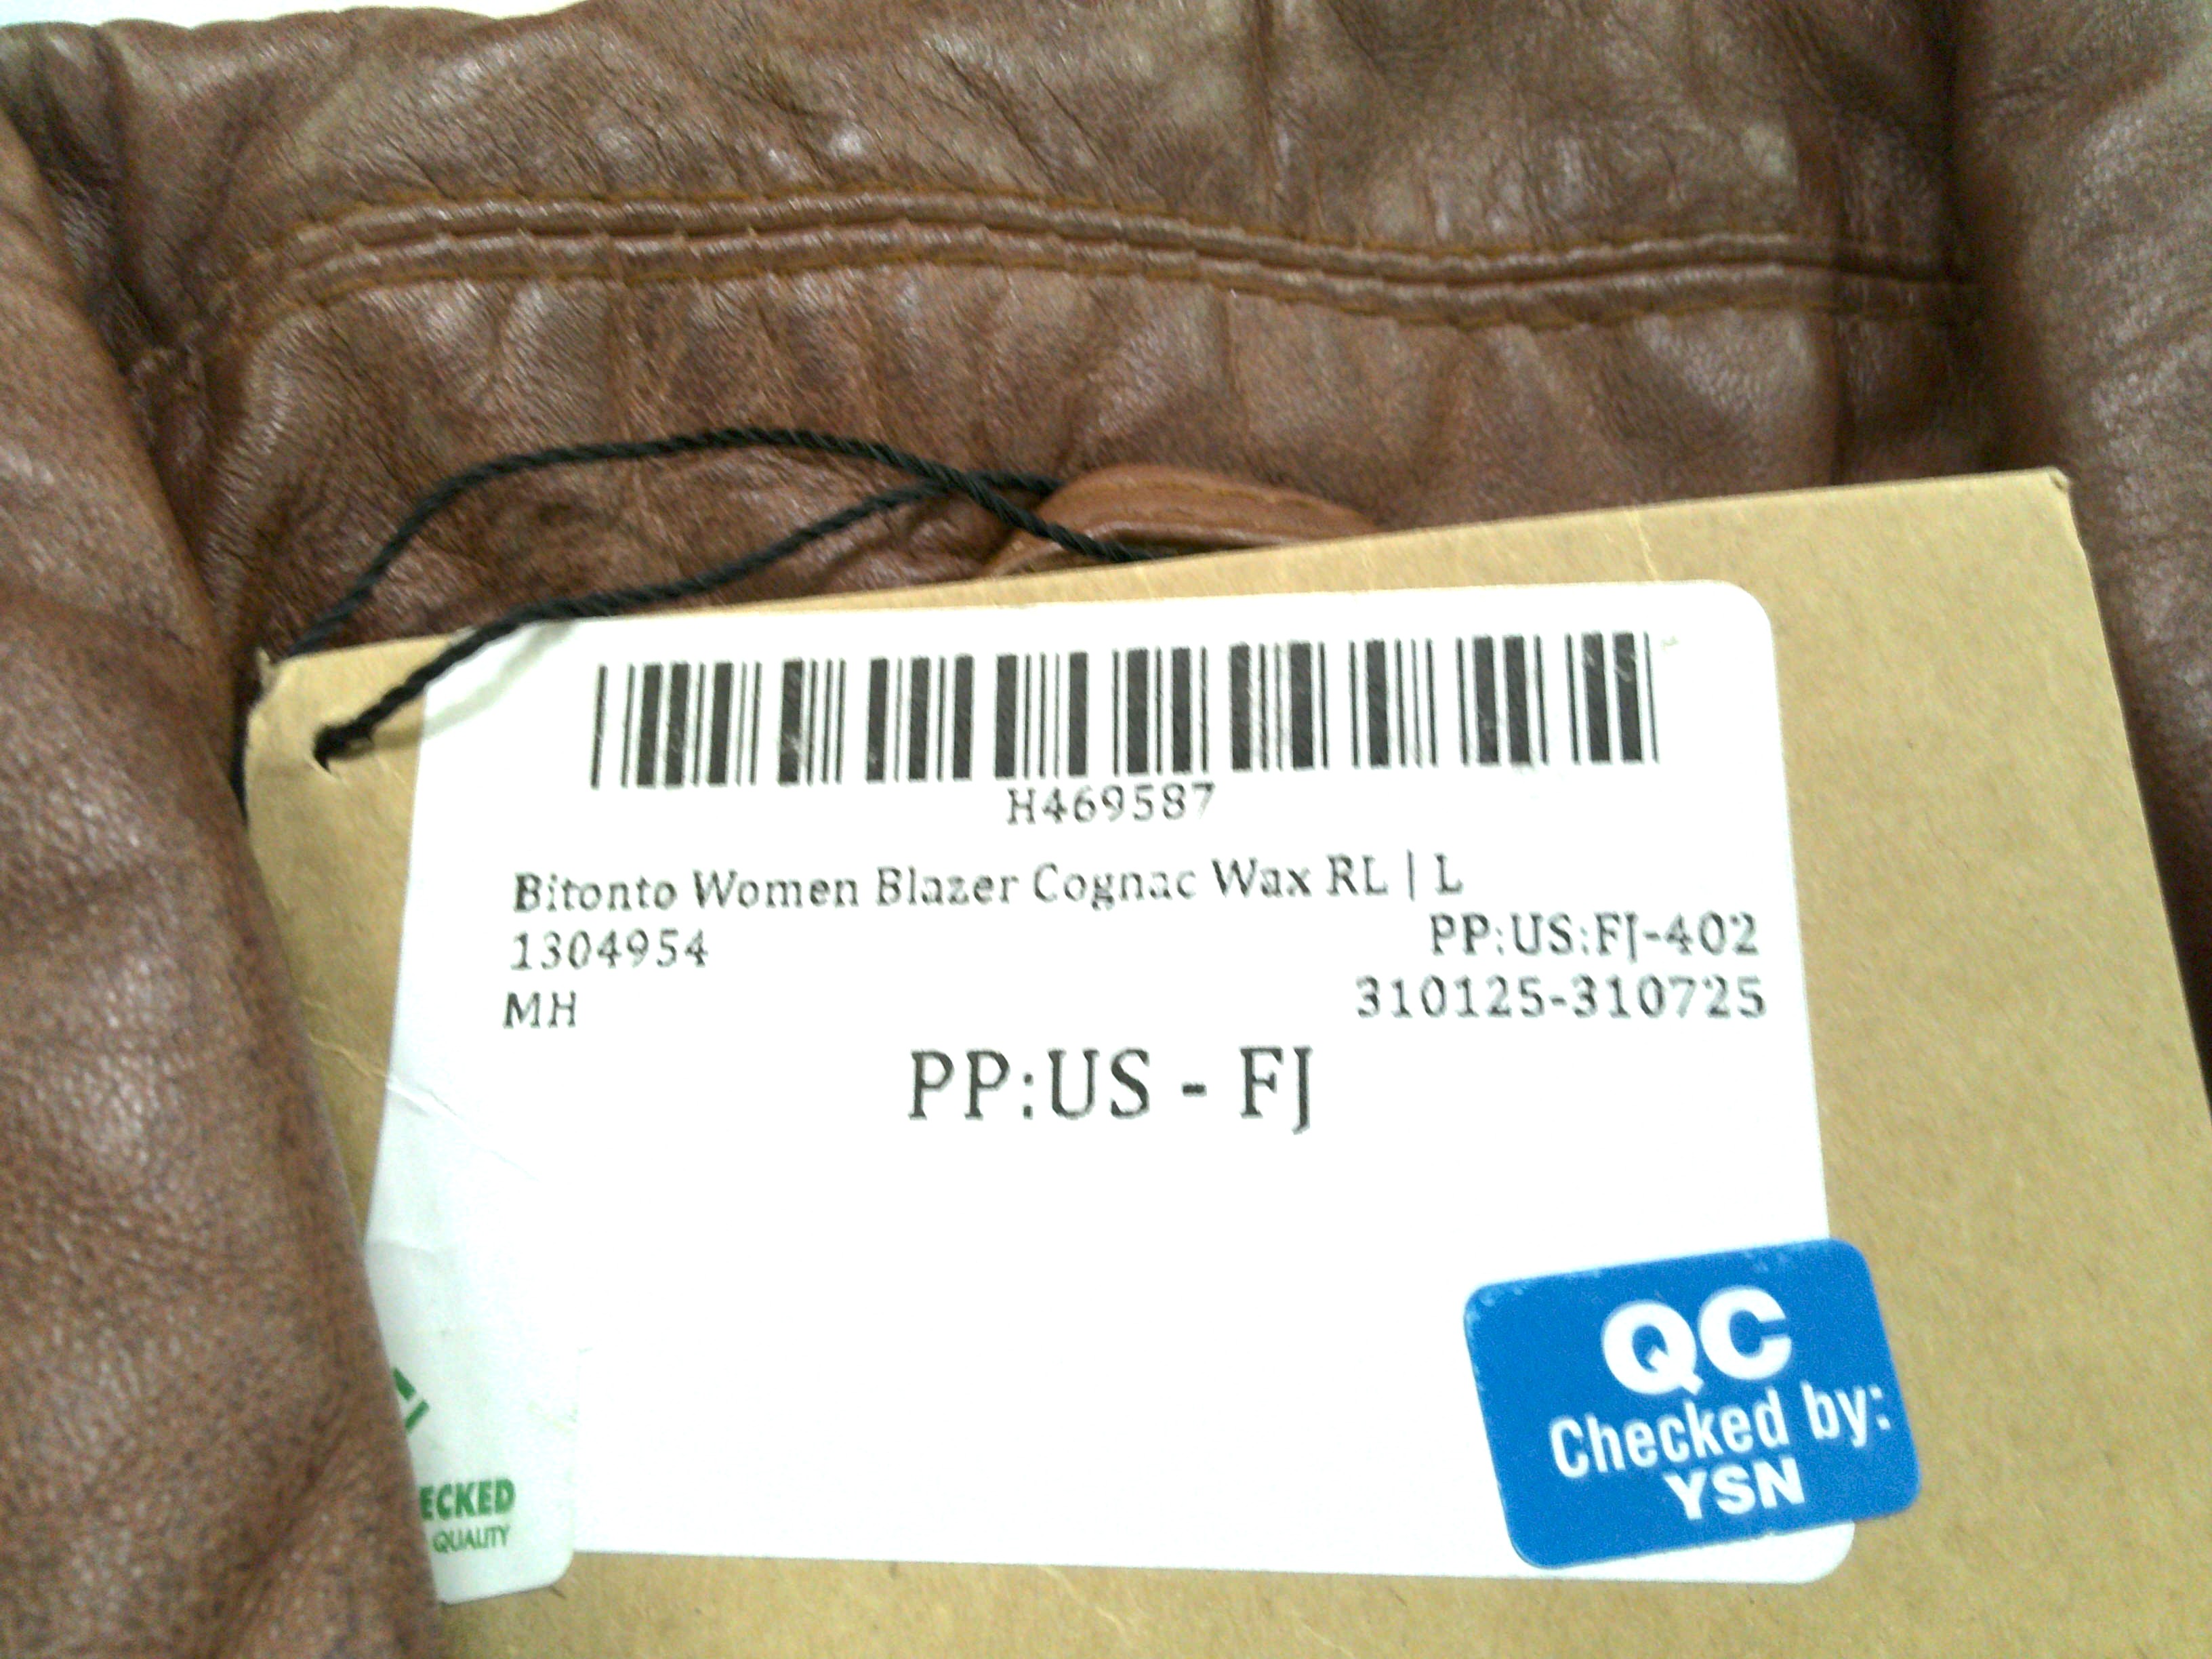 H469587
Bitonto Women Blazer Cognac Wax RL | L
1304954 PP:US:FJ-402
MH 310125-310725
PP:US - FJ
QC
Checked by:
YSN
ECKED
QUALITY